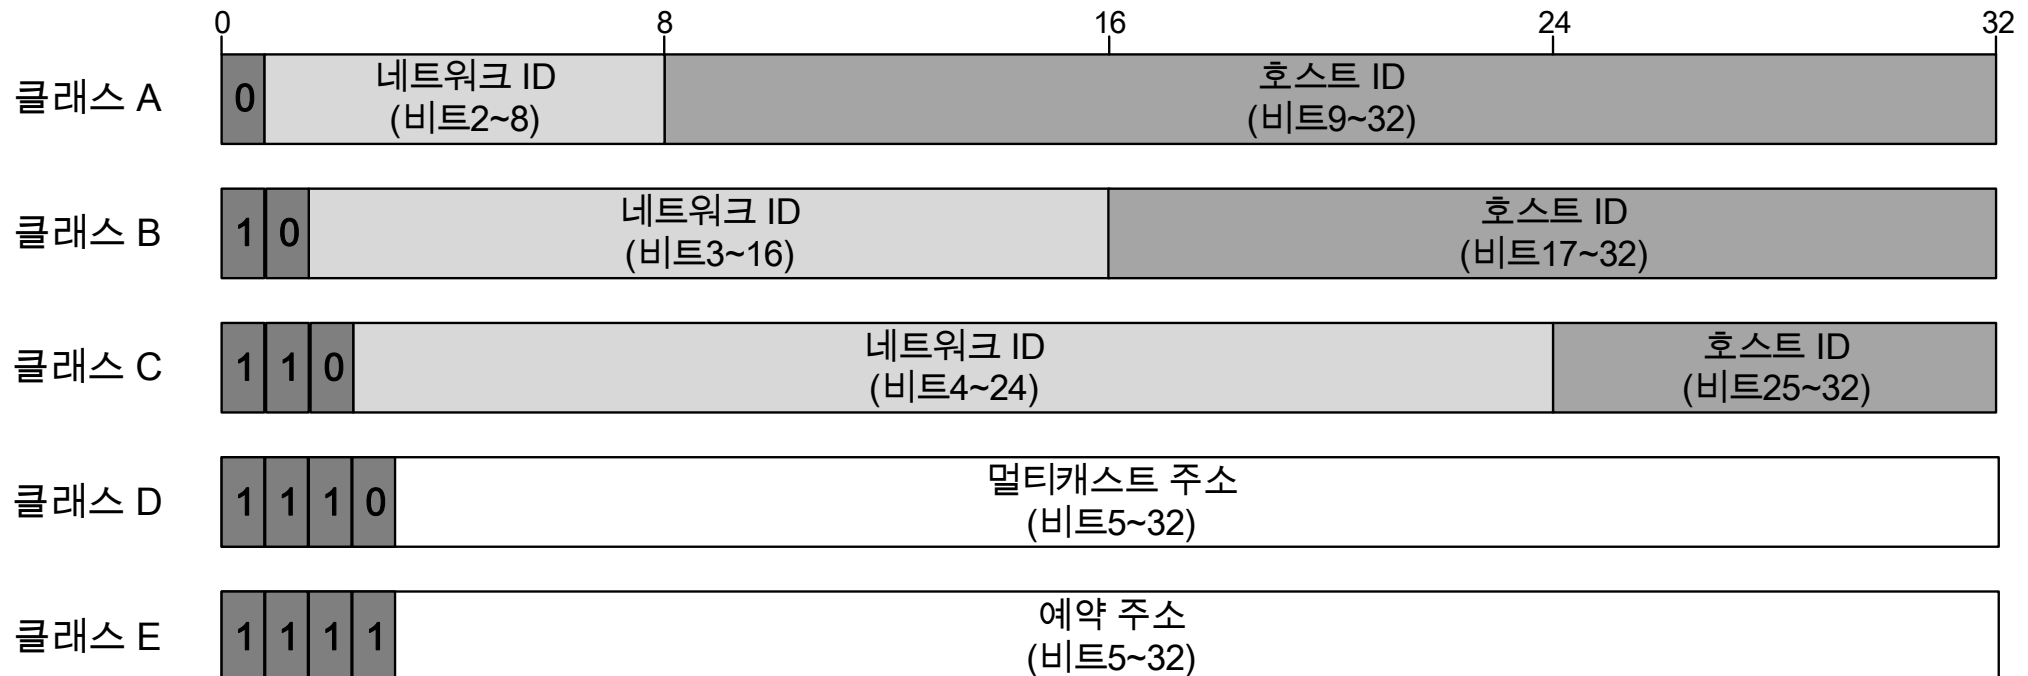 0 8 16 24 32
클래스 A 0 네트워크 ID 호스트 ID
(비트2~8) (비트9~32)
클래스 B 1 0 네트워크 ID 호스트 ID
(비트3~16) (비트17~32)
클래스 C 1 1 0 네트워크 ID 호스트 ID
(비트4~24) (비트25~32)
클래스 D 1 1 1 0 멀티캐스트 주소
(비트5~32)
클래스 E 1 1 1 1 예약 주소
(비트5~32)